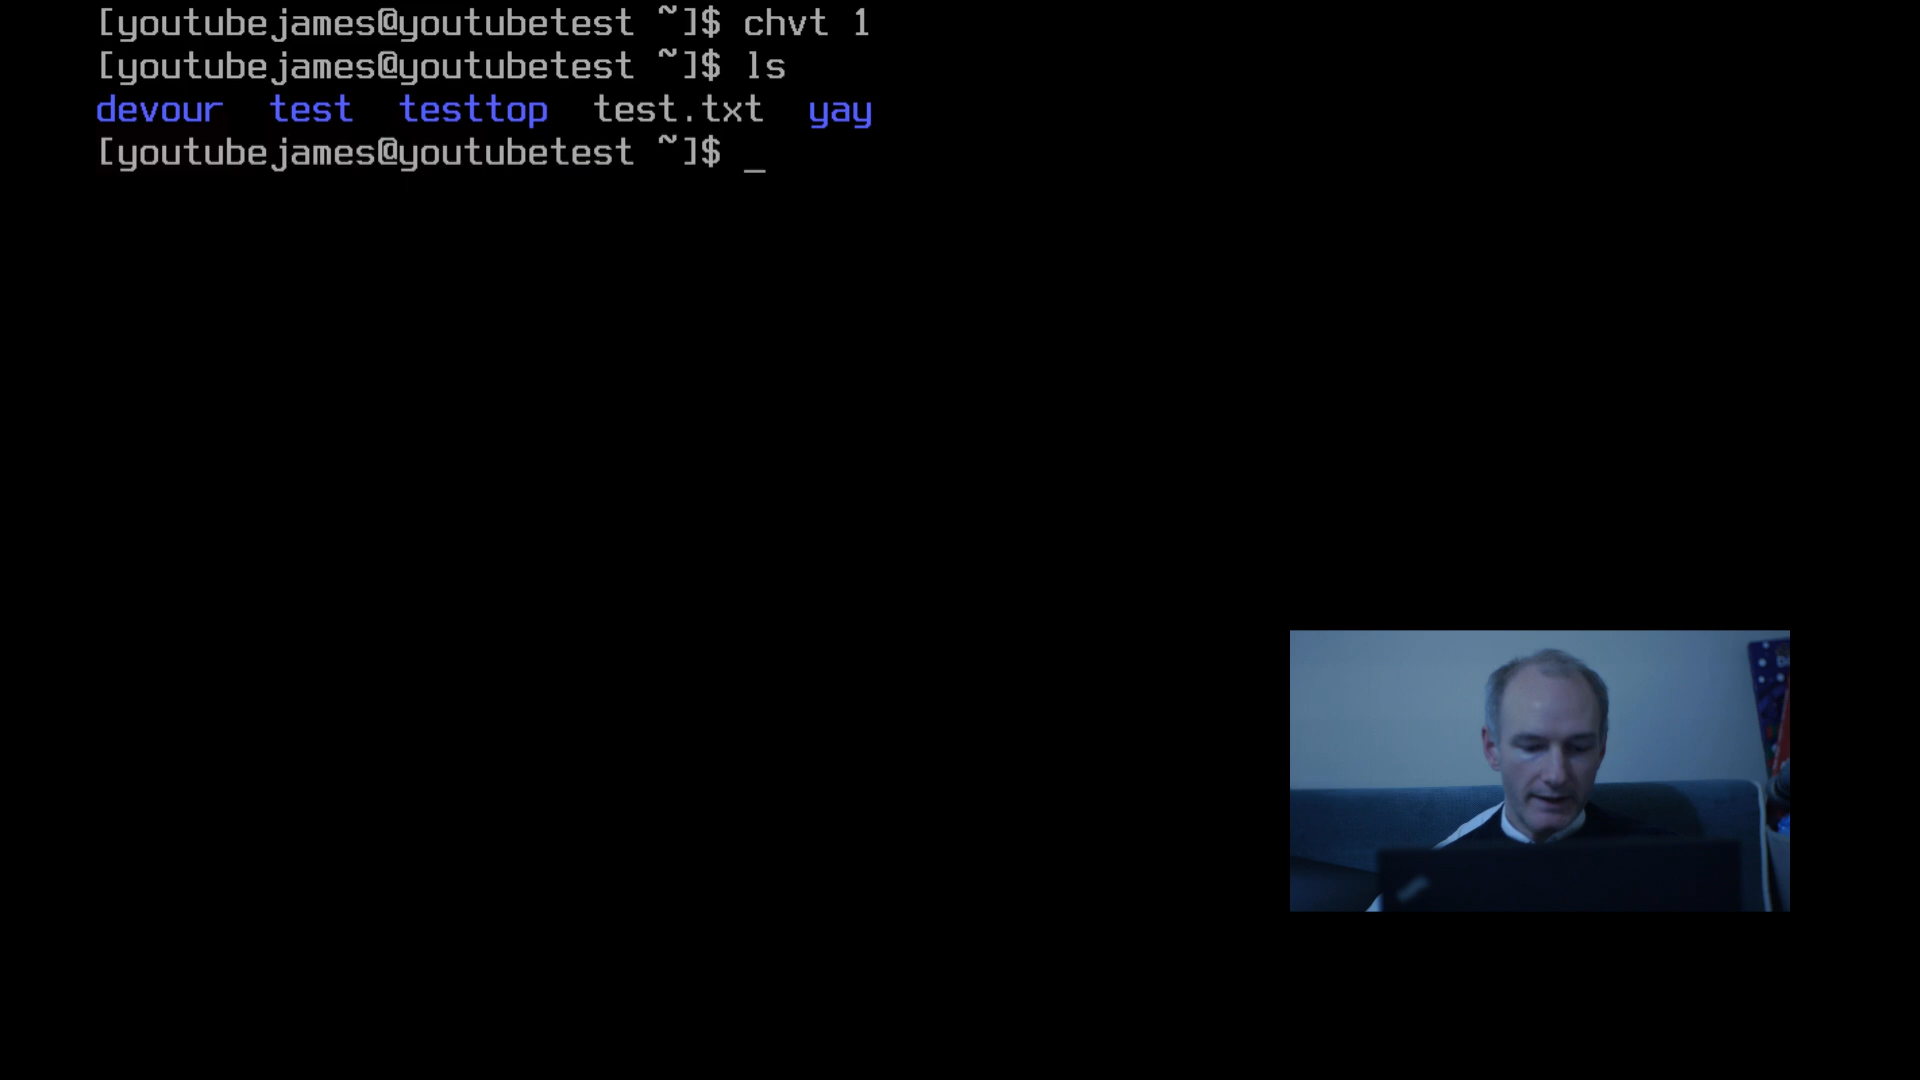 [youtubejames@youtubetest ~]$ chvt 1
[youtubejames@youtubetest ~]$ ls
devour  test  testtop  test.txt  yay
[youtubejames@youtubetest ~]$ _